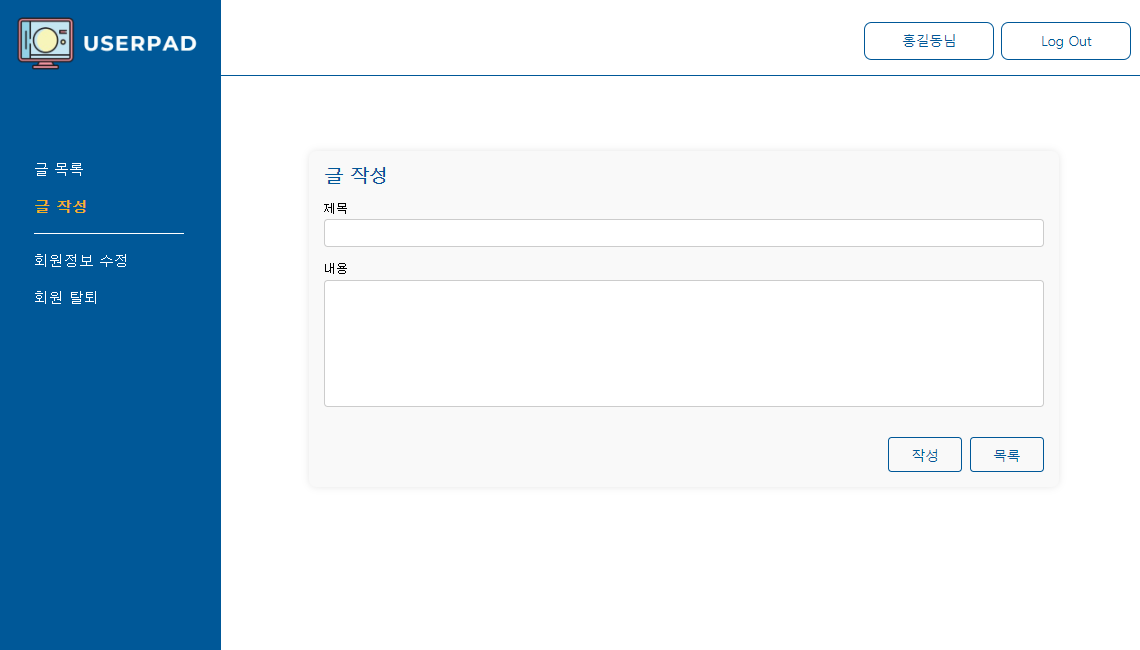 USERPAD
홍길동님
Log Out
글 목록
글 작성
회원정보 수정
회원 탈퇴
글 작성
제목
내용
작성
목록